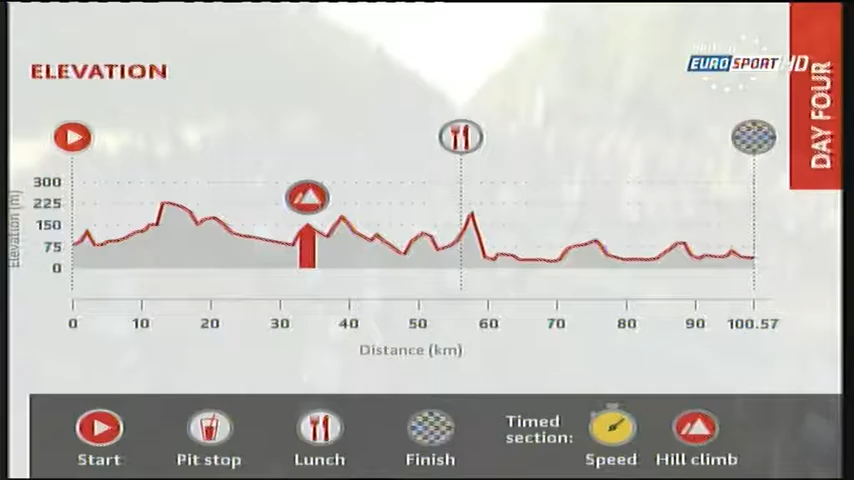 ELEVATION
EUROSPORT HD
DAY FOUR
Elevation (m)
300
225
150
75
0
0 10 20 30 40 50 60 70 80 90 100.57
Distance (km)
Start
Pit stop
Lunch
Finish
Timed
section:
Speed
Hill climb